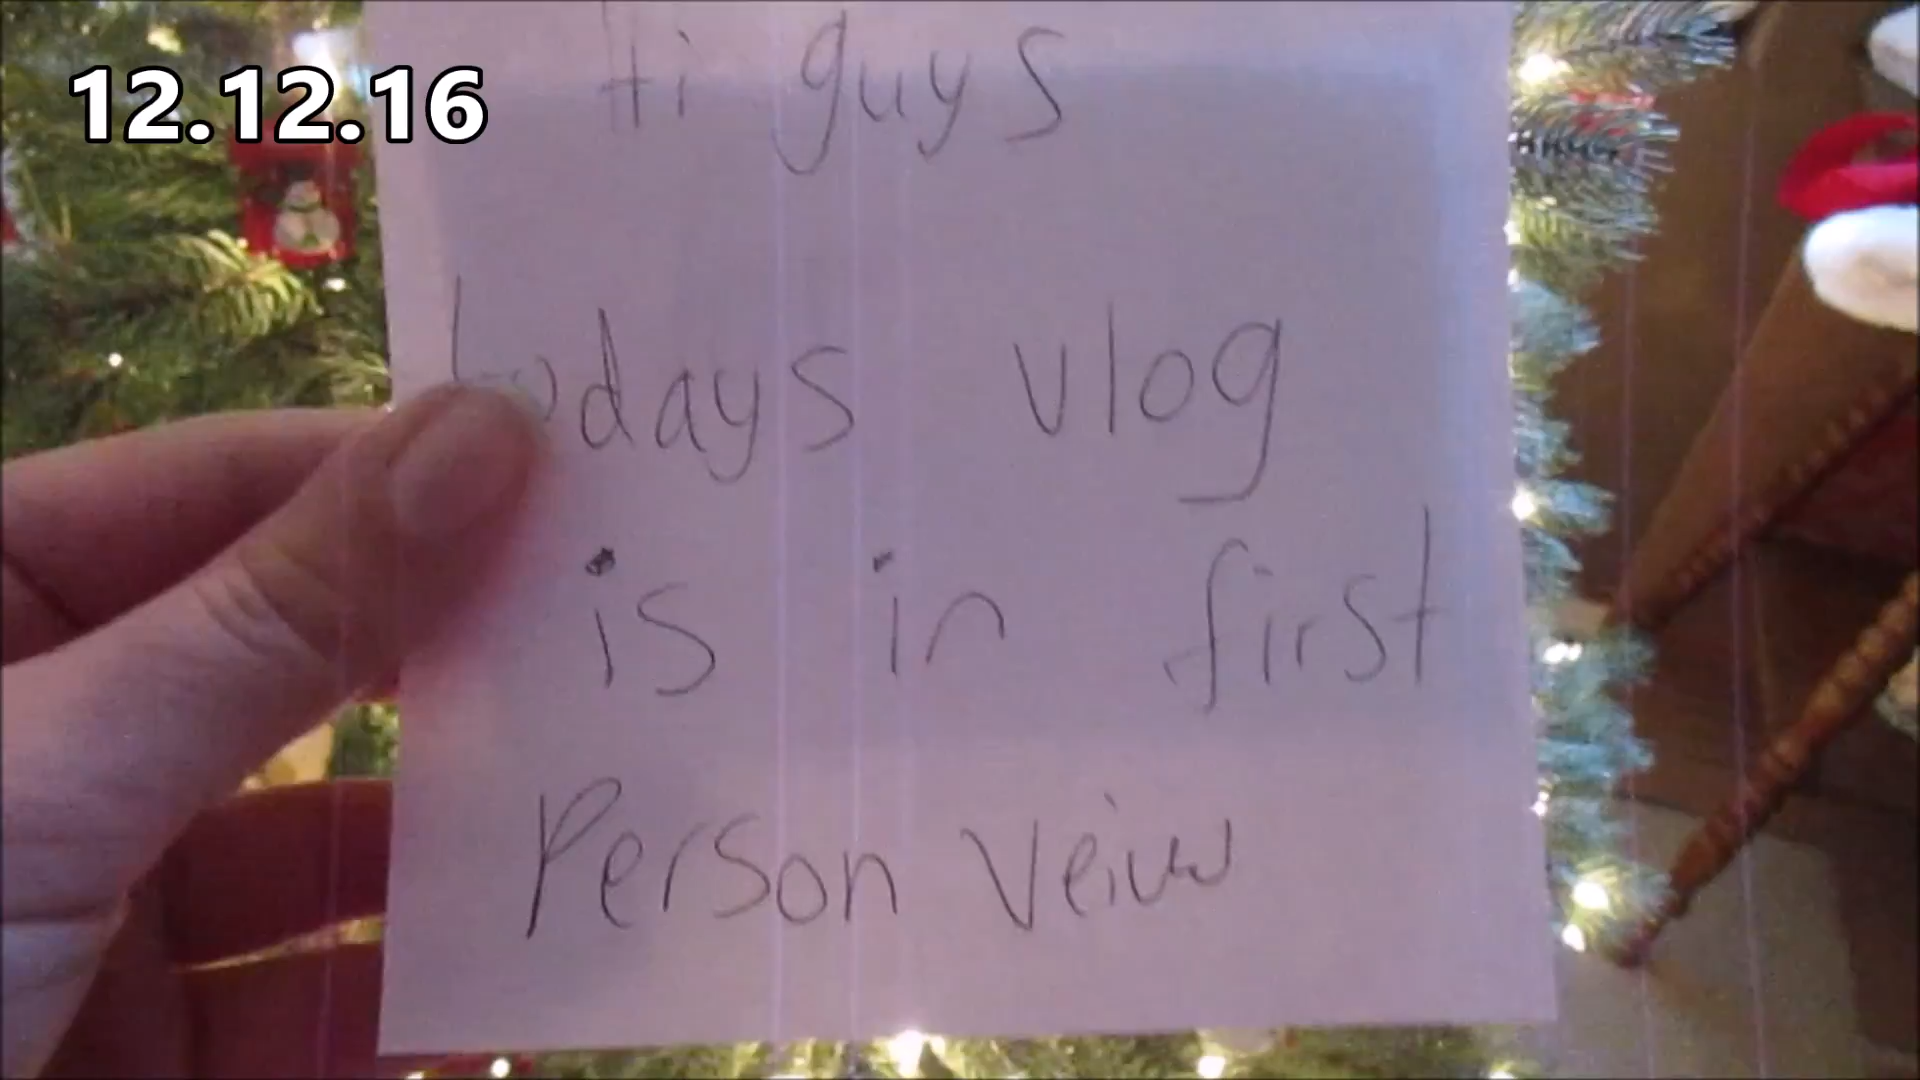 12.12.16
Hi guys
todays vlog
is in first
Person Veiw